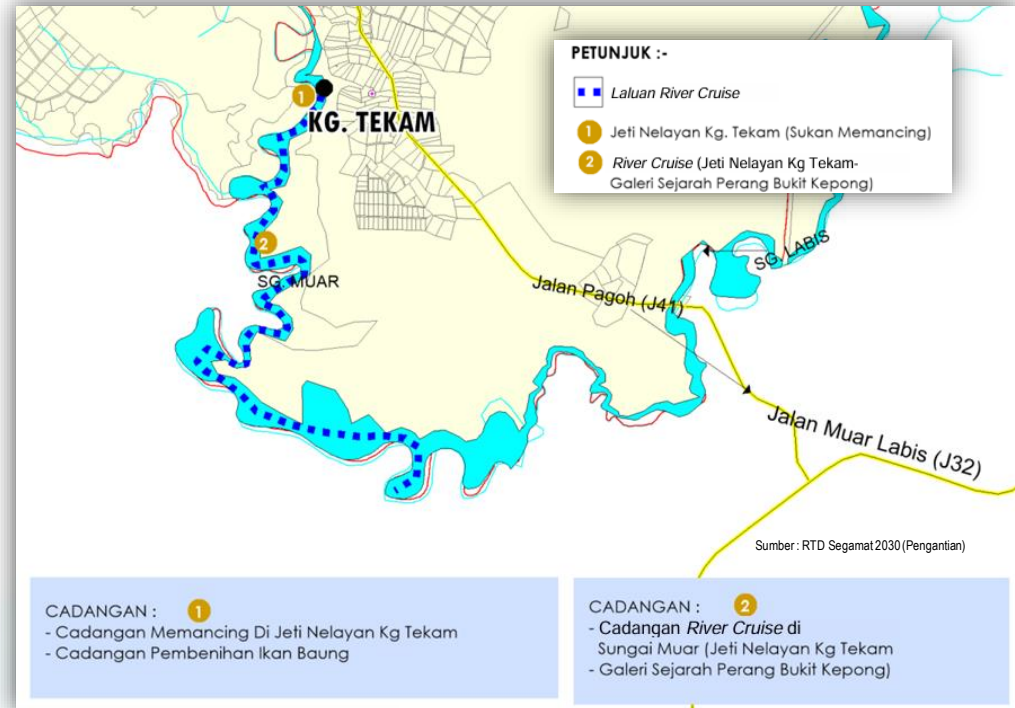 PETUNJUK :-
Laluan River Cruise
1 Jeti Nelayan Kg. Tekam (Sukan Memancing)
2 River Cruise (Jeti Nelayan Kg Tekam-
Galeri Sejarah Perang Bukit Kepong)
1
KG. TEKAM
2
SG. MUAR
SG. LABIS
Jalan Pagoh (J41)
Jalan Muar Labis (J32)
Sumber : RTD Segamat 2030 (Pengantian)
CADANGAN : 1
- Cadangan Memancing Di Jeti Nelayan Kg Tekam
- Cadangan Pembenihan Ikan Baung
CADANGAN : 2
- Cadangan River Cruise di
Sungai Muar (Jeti Nelayan Kg Tekam
- Galeri Sejarah Perang Bukit Kepong)